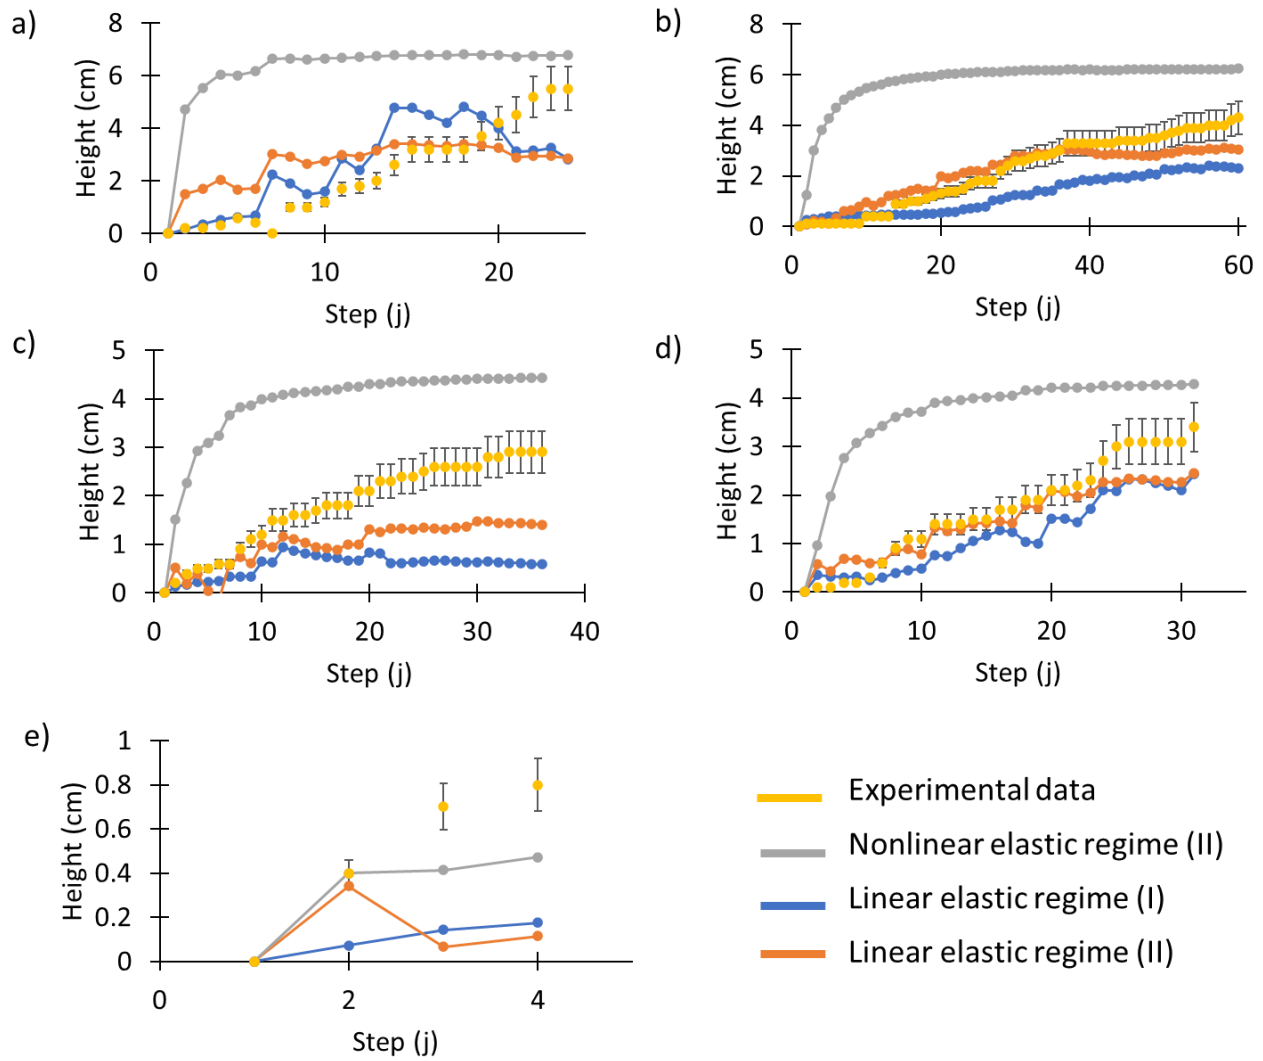 a)
8
6
4
2
0
Height (cm)
0
10
20
Step (j)
b)
8
6
4
2
0
Height (cm)
0
20
40
60
Step (j)
c)
5
4
3
2
1
0
Height (cm)
0
10
20
30
40
Step (j)
d)
5
4
3
2
1
0
Height (cm)
0
10
20
30
Step (j)
e)
1
0.8
0.6
0.4
0.2
0
Height (cm)
0
2
4
Step (j)
Experimental data
Nonlinear elastic regime (II)
Linear elastic regime (I)
Linear elastic regime (II)